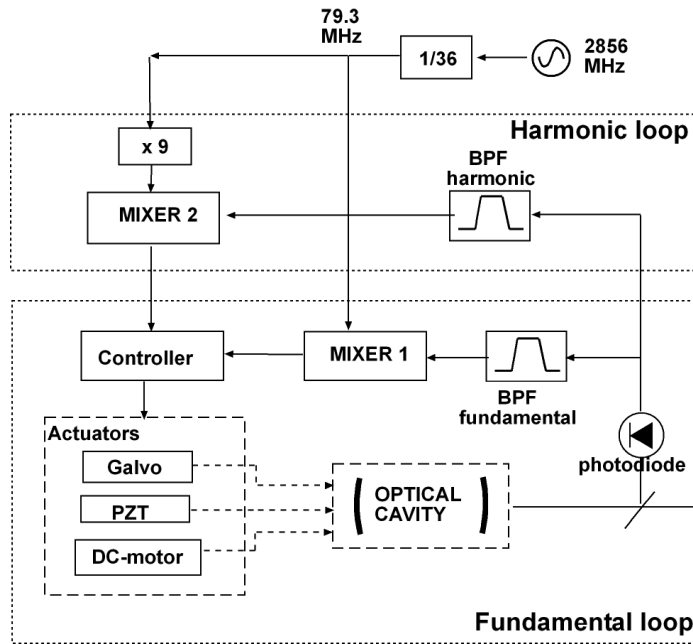 79.3
MHz
1/36
2856
MHz
Harmonic loop
x 9
BPF
harmonic
MIXER 2
Controller
MIXER 1
BPF
fundamental
Actuators
Galvo
PZT
DC-motor
OPTICAL
CAVITY
photodiode
Fundamental loop